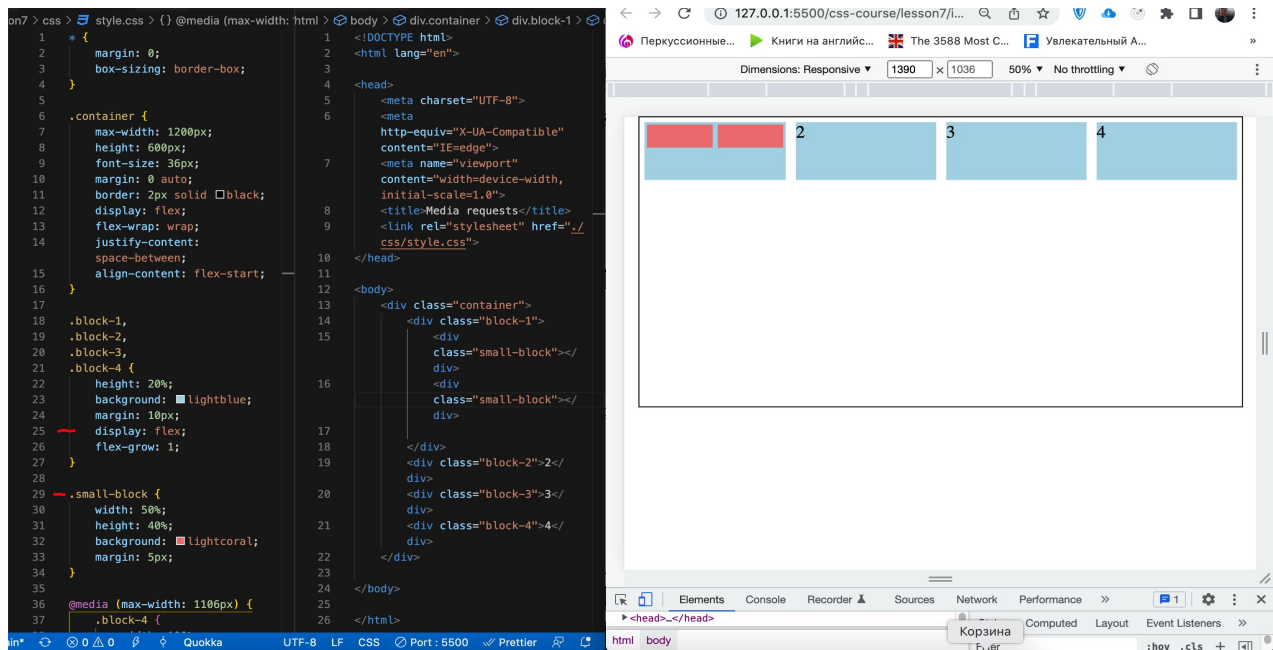 on7 > css > style.css > { } @media (max-width:
1 * {
2 margin: 0;
3 box-sizing: border-box;
4 }
5
6 .container {
7 max-width: 1200px;
8 height: 600px;
9 font-size: 36px;
10 margin: 0 auto;
11 border: 2px solid black;
12 display: flex;
13 flex-wrap: wrap;
14 justify-content:
space-between;
15 align-content: flex-start;
16 }
17
18 .block-1,
19 .block-2,
20 .block-3,
21 .block-4 {
22 height: 20%;
23 background: lightblue;
24 margin: 10px;
25 display: flex;
26 flex-grow: 1;
27 }
28
29 .small-block {
30 width: 50%;
31 height: 40%;
32 background: lightcoral;
33 margin: 5px;
34 }
35
36 @media (max-width: 1106px) {
37 .block-4 {
html > body > div.container > div.block-1 >
1 <!DOCTYPE html>
2 <html lang="en">
3
4 <head>
5 <meta charset="UTF-8">
6 <meta
http-equiv="X-UA-Compatible"
content="IE=edge">
7 <meta name="viewport"
content="width=device-width,
initial-scale=1.0">
8 <title>Media requests</title>
9 <link rel="stylesheet" href="./
css/style.css">
10 </head>
11
12 <body>
13 <div class="container">
14 <div class="block-1">
15 <div
class="small-block"></
div>
16 <div
class="small-block"></
div>
17
18 </div>
19 <div class="block-2">2</
div>
20 <div class="block-3">3</
div>
21 <div class="block-4">4</
div>
22 </div>
23
24 </body>
25
26 </html>
ain* 0 0 Quokka UTF-8 LF CSS Port : 5500 Prettier
127.0.0.1:5500/css-course/lesson7/i...
Перкуссионные... Книги на английс... The 3588 Most C... Увлекательный А... »
Dimensions: Responsive 1390 × 1036 50% No throttling
2 3 4
Elements Console Recorder Sources Network Performance » 1
<head>…</head>
Computed Layout Event Listeners »
Корзина
html body
:hov .cls +